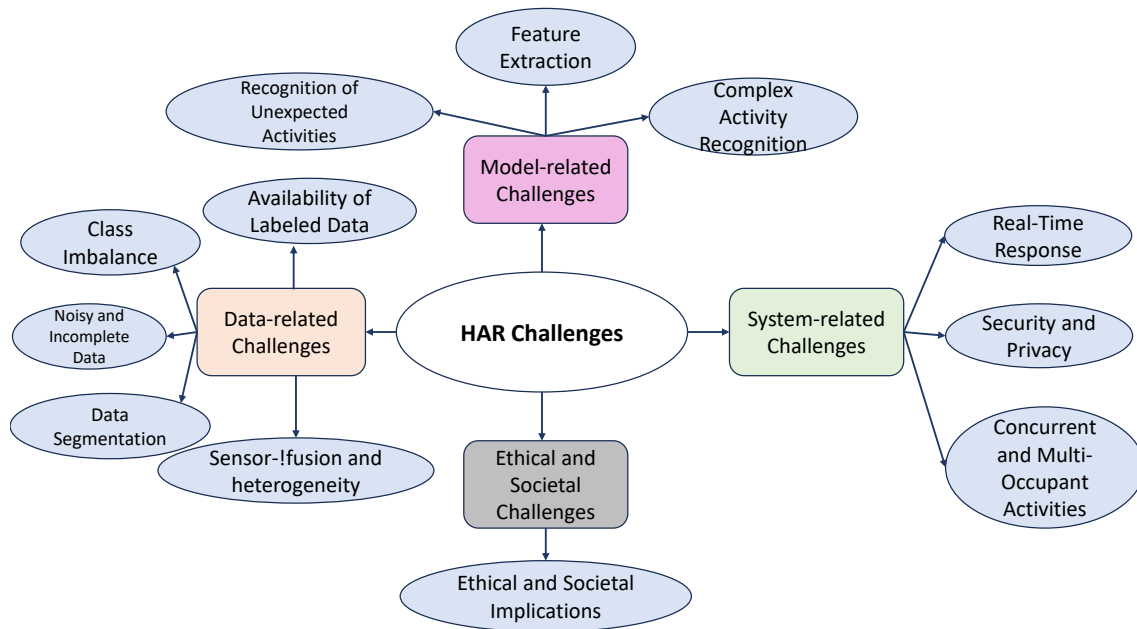 Feature
Extraction
Recognition of
Unexpected
Activities
Complex
Activity
Recognition
Model-related
Challenges
Availability of
Labeled Data
Class
Imbalance
Noisy and
Incomplete
Data
Data
Segmentation
Data-related
Challenges
Sensor-!fusion and
heterogeneity
HAR Challenges
System-related
Challenges
Real-Time
Response
Security and
Privacy
Concurrent
and Multi-
Occupant
Activities
Ethical and
Societal
Challenges
Ethical and Societal
Implications